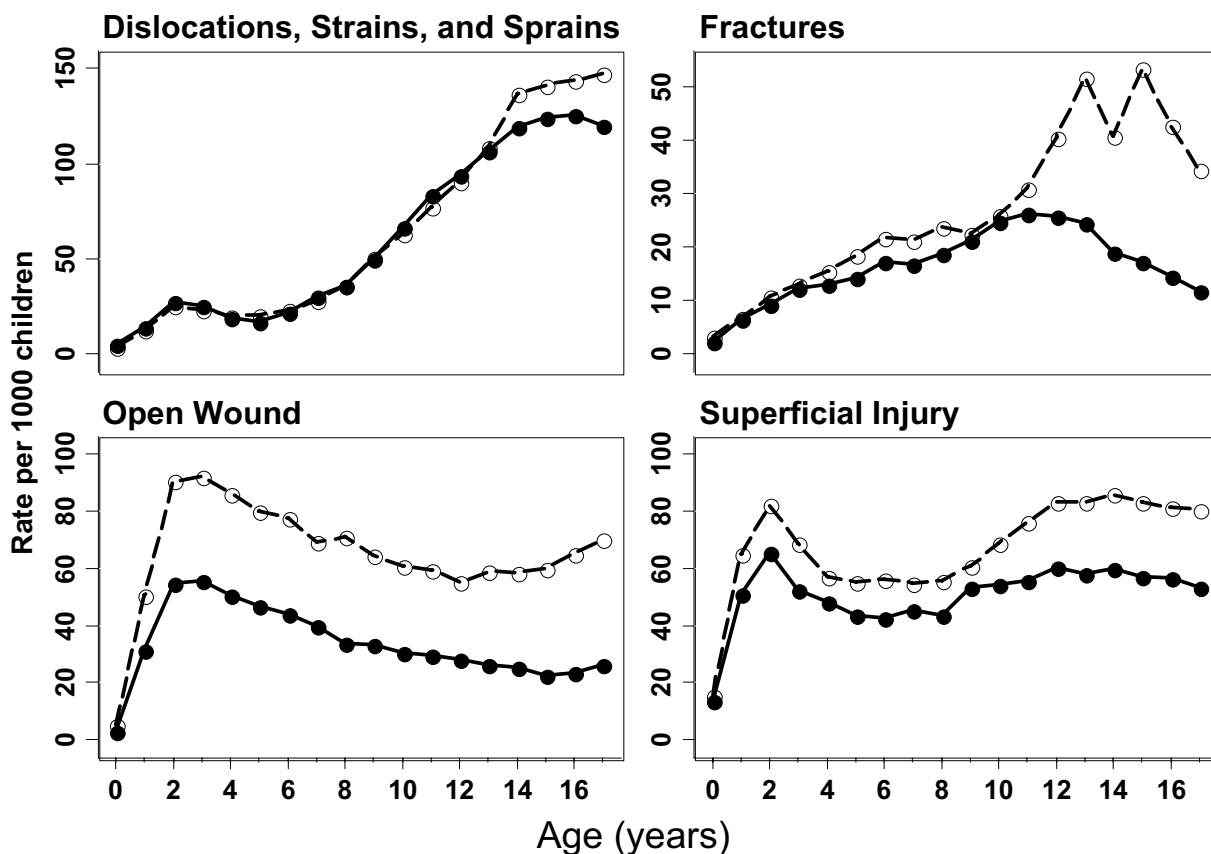 Dislocations, Strains, and Sprains
Fractures
150
100
50
0
50
40
30
20
10
0
Rate per 1000 children
Open Wound
Superficial Injury
100
80
60
40
20
0
100
80
60
40
20
0
0 2 4 6 8 10 12 14 16
0 2 4 6 8 10 12 14 16
Age (years)